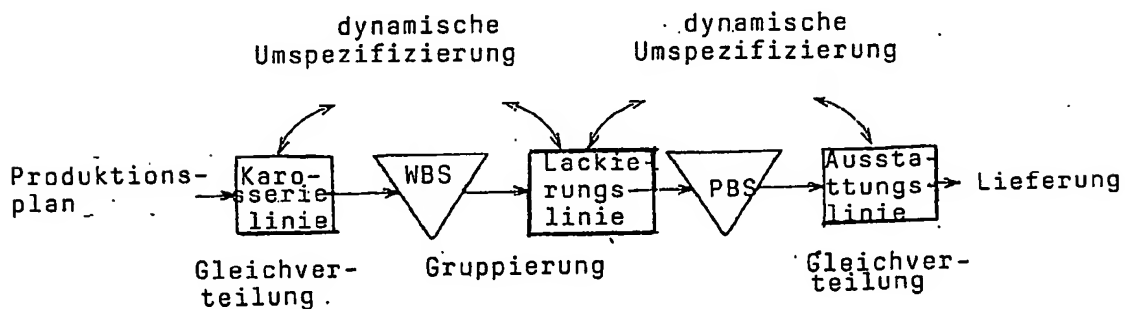 dynamische
Umspezifizierung
dynamische
Umspezifizierung
Produktions-
plan
Karo-
sserie
linie
WBS
Lackie-
rungs
linie
PBS
Aussta-
ttungs
linie
Lieferung
Gleichver-
teilung
Gruppierung
Gleichver-
teilung